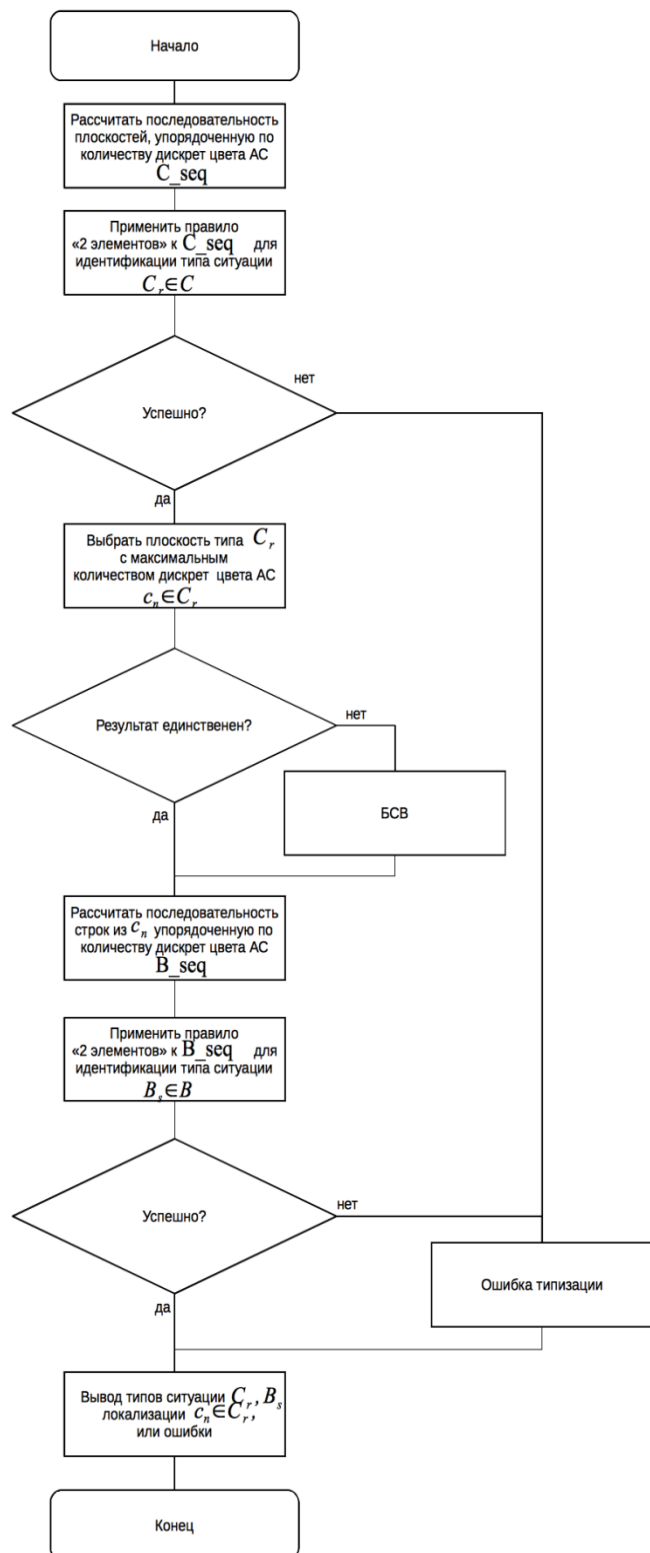 Начало
Рассчитать последовательность
плоскостей, упорядоченную по
количеству дискрет цвета АС
C_seq
Применить правило
«2 элементов» к C_seq для
идентификации типа ситуации
C_r∈C
нет
Успешно?
да
Выбрать плоскость типа C_r
с максимальным
количеством дискрет цвета АС
c_n∈C_r
Результат единственен?
нет
БСВ
да
Рассчитать последовательность
строк из c_n упорядоченную по
количеству дискрет цвета АС
B_seq
Применить правило
«2 элементов» к B_seq для
идентификации типа ситуации
B_s∈B
нет
Успешно?
Ошибка типизации
да
Вывод типов ситуации C_r, B_s
локализации c_n∈C_r,
или ошибки
Конец